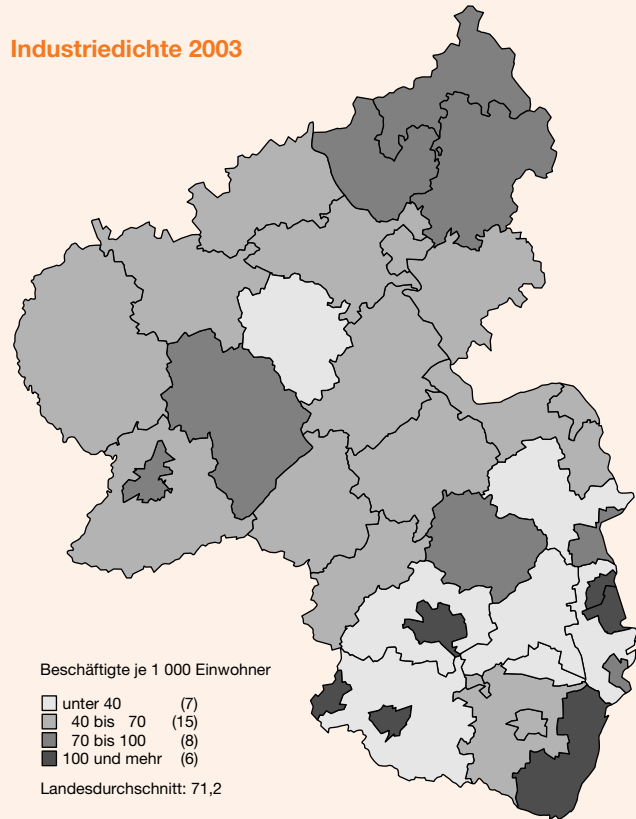 Industriedichte 2003
Beschäftigte je 1 000 Einwohner
unter 40 (7)
40 bis 70 (15)
70 bis 100 (8)
100 und mehr (6)
Landesdurchschnitt: 71,2